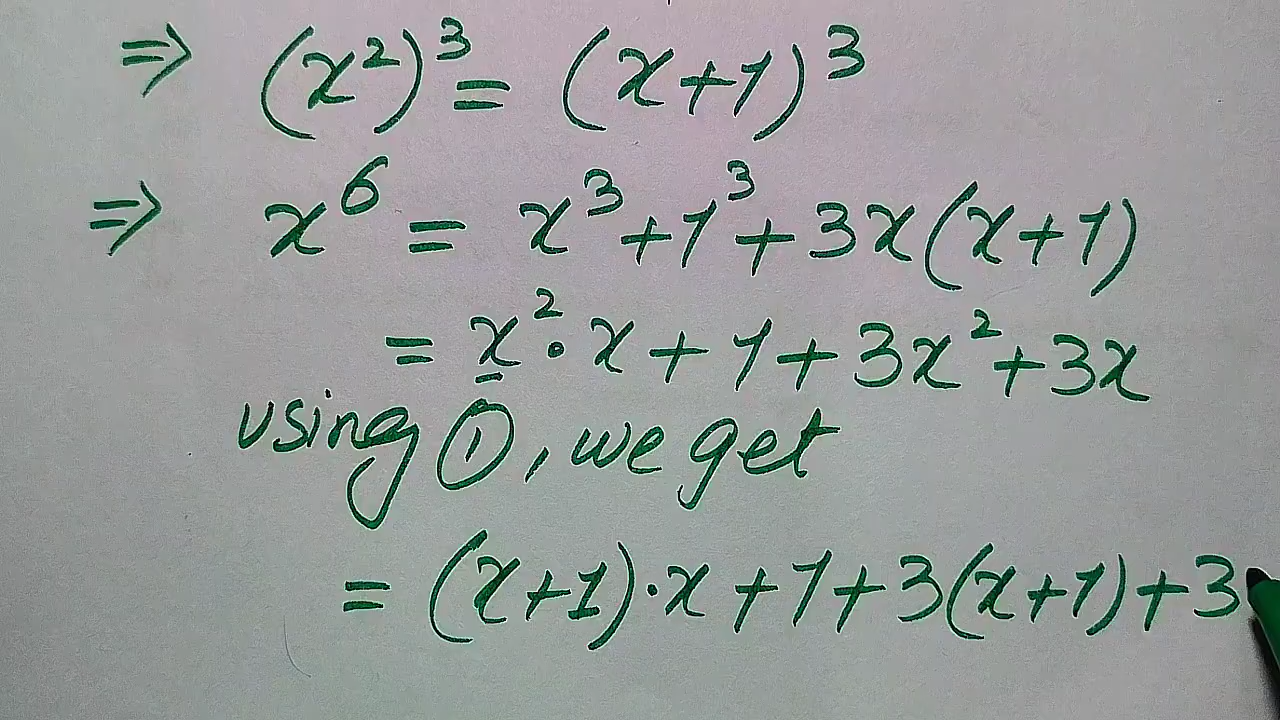 ⇒ (x²)³ = (x+1)³
⇒ x⁶ = x³+1³+3x(x+1)
= x²·x+1+3x²+3x
using ①, we get
= (x+1)·x+1+3(x+1)+3